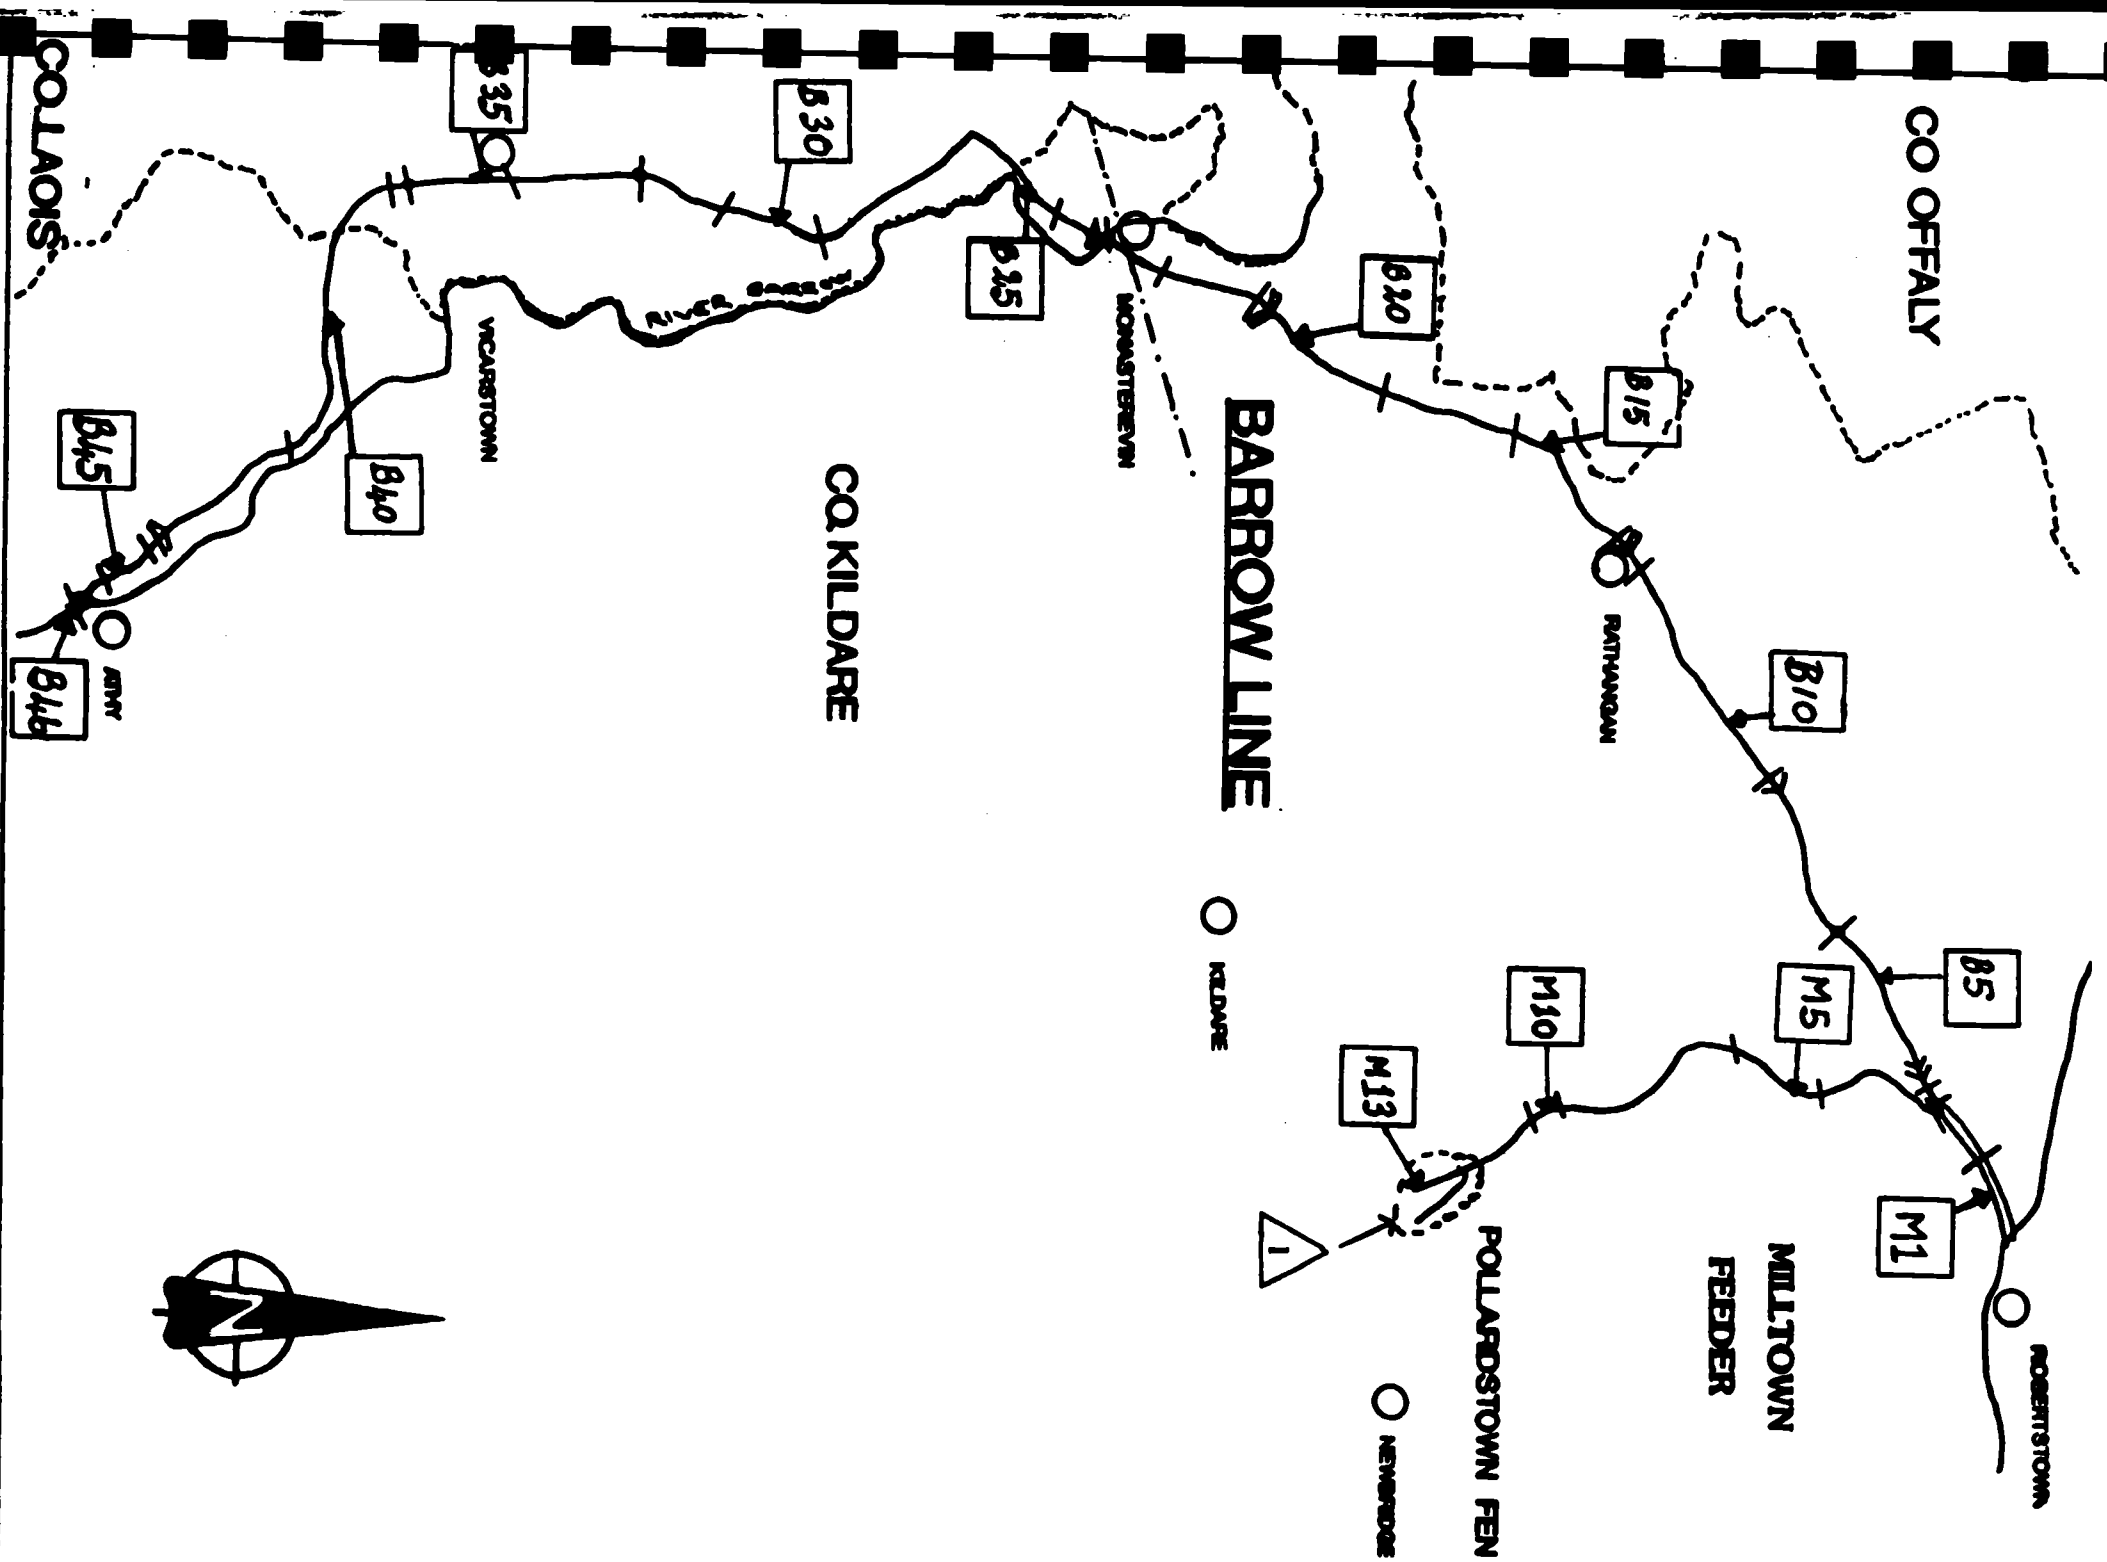 CO OFFALY
ROBERTSTOWN
B5
M1
MILLTOWN
FEEDER
M5
B10
RATHANGAN
B15
M10
POLLARDSTOWN FEN
M13
NEWBRIDGE
1
B20
BARROW LINE
KILDARE
MONASTEREVIN
B25
River Barrow
B30
CO. KILDARE
B35
VICARSTOWN
B40
B45
ATHY
B46
CO. LAOIS
N